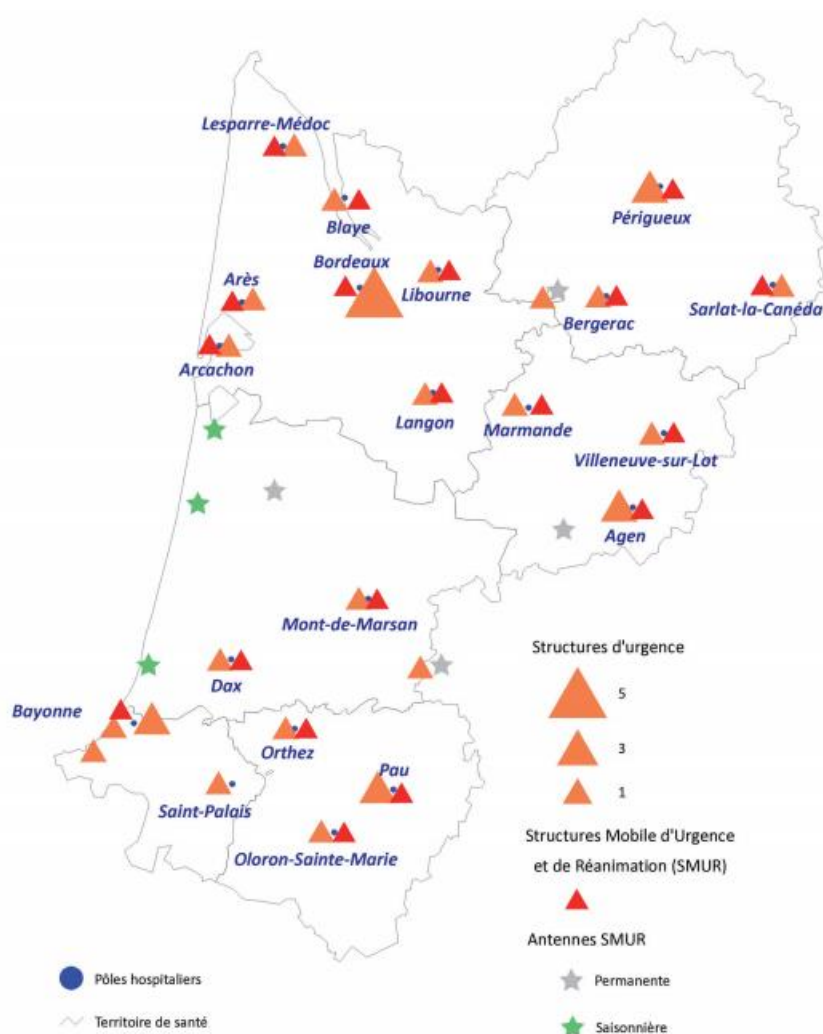 Lesparre-Médoc
Périgueux
Blaye
Bordeaux
Arès
Libourne
Bergerac
Sarlat-la-Canéda
Arcachon
Langon
Marmande
Villeneuve-sur-Lot
Agen
Mont-de-Marsan
Dax
Bayonne
Orthez
Pau
Saint-Palais
Oloron-Sainte-Marie
Structures d'urgence
5
3
1
Structures Mobile d'Urgence
et de Réanimation (SMUR)
Antennes SMUR
Permanente
Saisonnière
Pôles hospitaliers
Territoire de santé